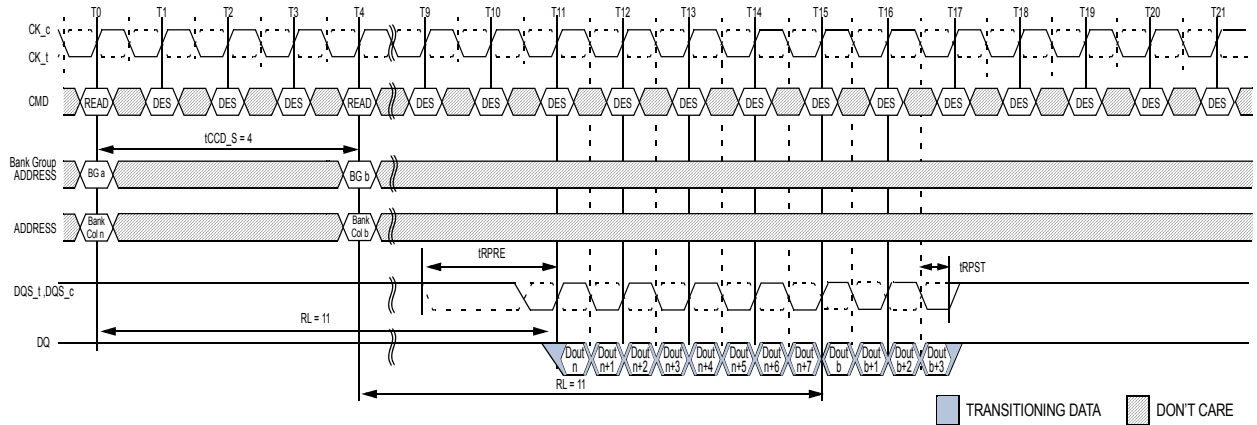 T0 T1 T2 T3 T4 T9 T10 T11 T12 T13 T14 T15 T16 T17 T18 T19 T20 T21
CK_c
CK_t
CMD READ DES DES DES READ DES DES DES DES DES DES DES DES DES DES DES DES DES
tCCD_S = 4
Bank Group
ADDRESS BG a BG b
ADDRESS Bank Col n Bank Col b
tRPRE tRPST
DQS_t ,DQS_c
RL = 11
DQ Dout n Dout n+1 Dout n+2 Dout n+3 Dout n+4 Dout n+5 Dout n+6 Dout n+7 Dout b Dout b+1 Dout b+2 Dout b+3
RL = 11
TRANSITIONING DATA DON'T CARE